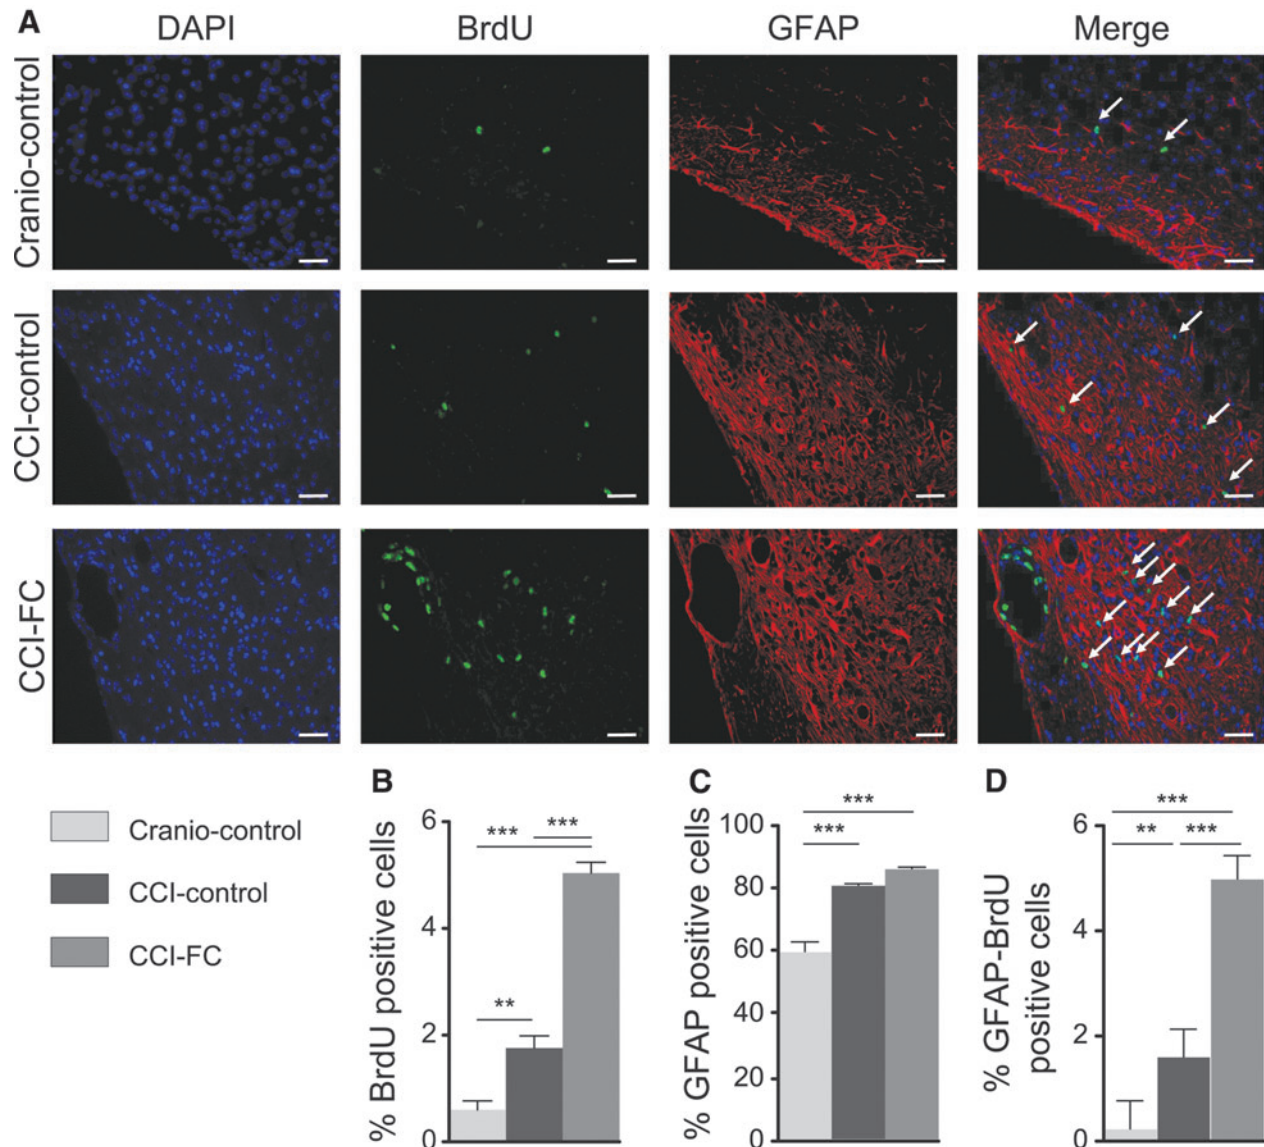 A
DAPI
BrdU
GFAP
Merge
Cranio-control
CCI-control
CCI-FC
Cranio-control
CCI-control
CCI-FC
B
% BrdU positive cells
6
4
2
0
***
***
**
C
% GFAP positive cells
100
80
60
40
20
0
***
***
D
% GFAP-BrdU
positive cells
6
4
2
0
***
**
***